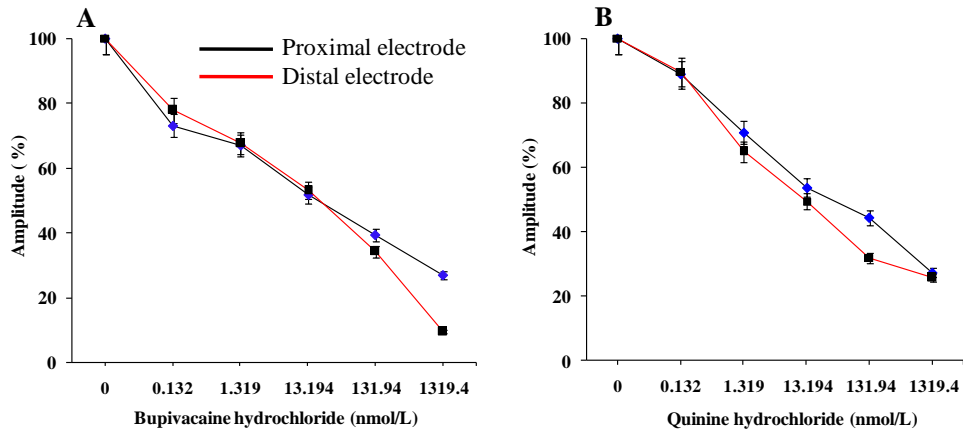 A
Proximal electrode
Distal electrode
Amplitude ( %)
100
80
60
40
20
0
0 0.132 1.319 13.194 131.94 1319.4
Bupivacaine hydrochloride (nmol/L)
B
Amplitude (%)
100
80
60
40
20
0
0 0.132 1.319 13.194 131.94 1319.4
Quinine hydrochloride (nmol/L)